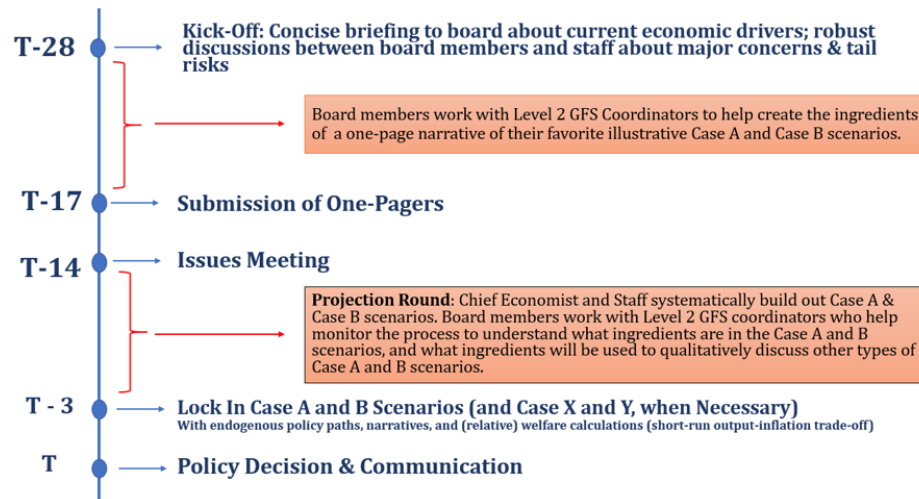 T-28
Kick-Off: Concise briefing to board about current economic drivers; robust
discussions between board members and staff about major concerns & tail
risks
Board members work with Level 2 GFS Coordinators to help create the ingredients
of a one-page narrative of their favorite illustrative Case A and Case B scenarios.
T-17
Submission of One-Pagers
T-14
Issues Meeting
Projection Round: Chief Economist and Staff systematically build out Case A &
Case B scenarios. Board members work with Level 2 GFS coordinators who help
monitor the process to understand what ingredients are in the Case A and B
scenarios, and what ingredients will be used to qualitatively discuss other types of
Case A and B scenarios.
T - 3
Lock In Case A and B Scenarios (and Case X and Y, when Necessary)
With endogenous policy paths, narratives, and (relative) welfare calculations (short-run output-inflation trade-off)
T
Policy Decision & Communication